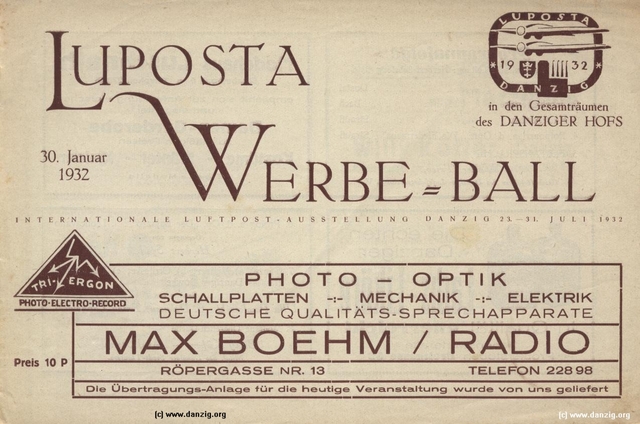 LUPOSTA
WERBE=BALL
LUPOSTA
1932
DANZIG
in den Gesamträumen
des DANZIGER HOFS
30. Januar
1932
INTERNATIONALE LUFTPOST-AUSSTELLUNG DANZIG 23.-31. JULI 1932
TRI-ERGON
PHOTO-ELECTRO-RECORD
PHOTO – OPTIK
SCHALLPLATTEN -:- MECHANIK -:- ELEKTRIK
DEUTSCHE QUALITÄTS-SPRECHAPPARATE
MAX BOEHM / RADIO
RÖPERGASSE NR. 13 TELEFON 228 98
Preis 10 P
Die Übertragungs-Anlage für die heutige Veranstaltung wurde von uns geliefert
(c) www.danzig.org (c) www.danzig.org